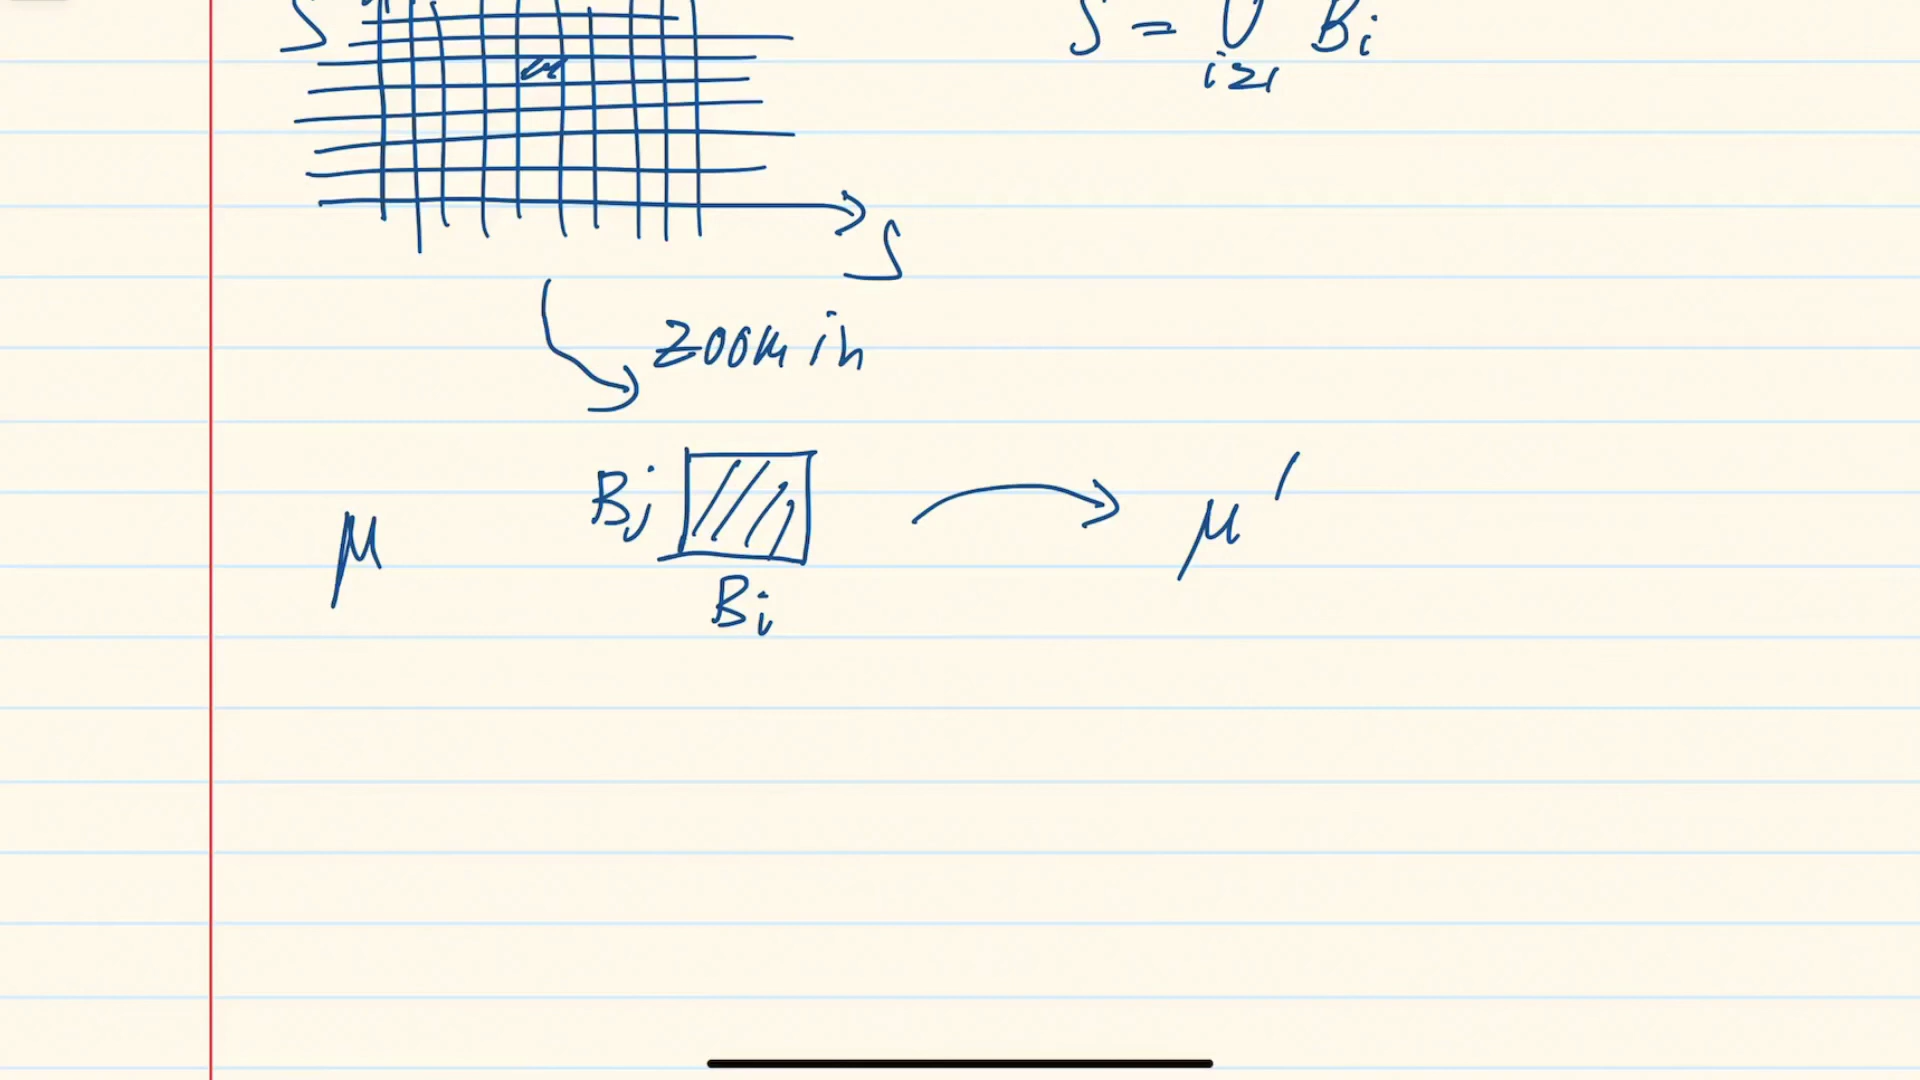 S
S = ∪ Bi
i≥1
S
zoom in
μ Bj μ'
Bi